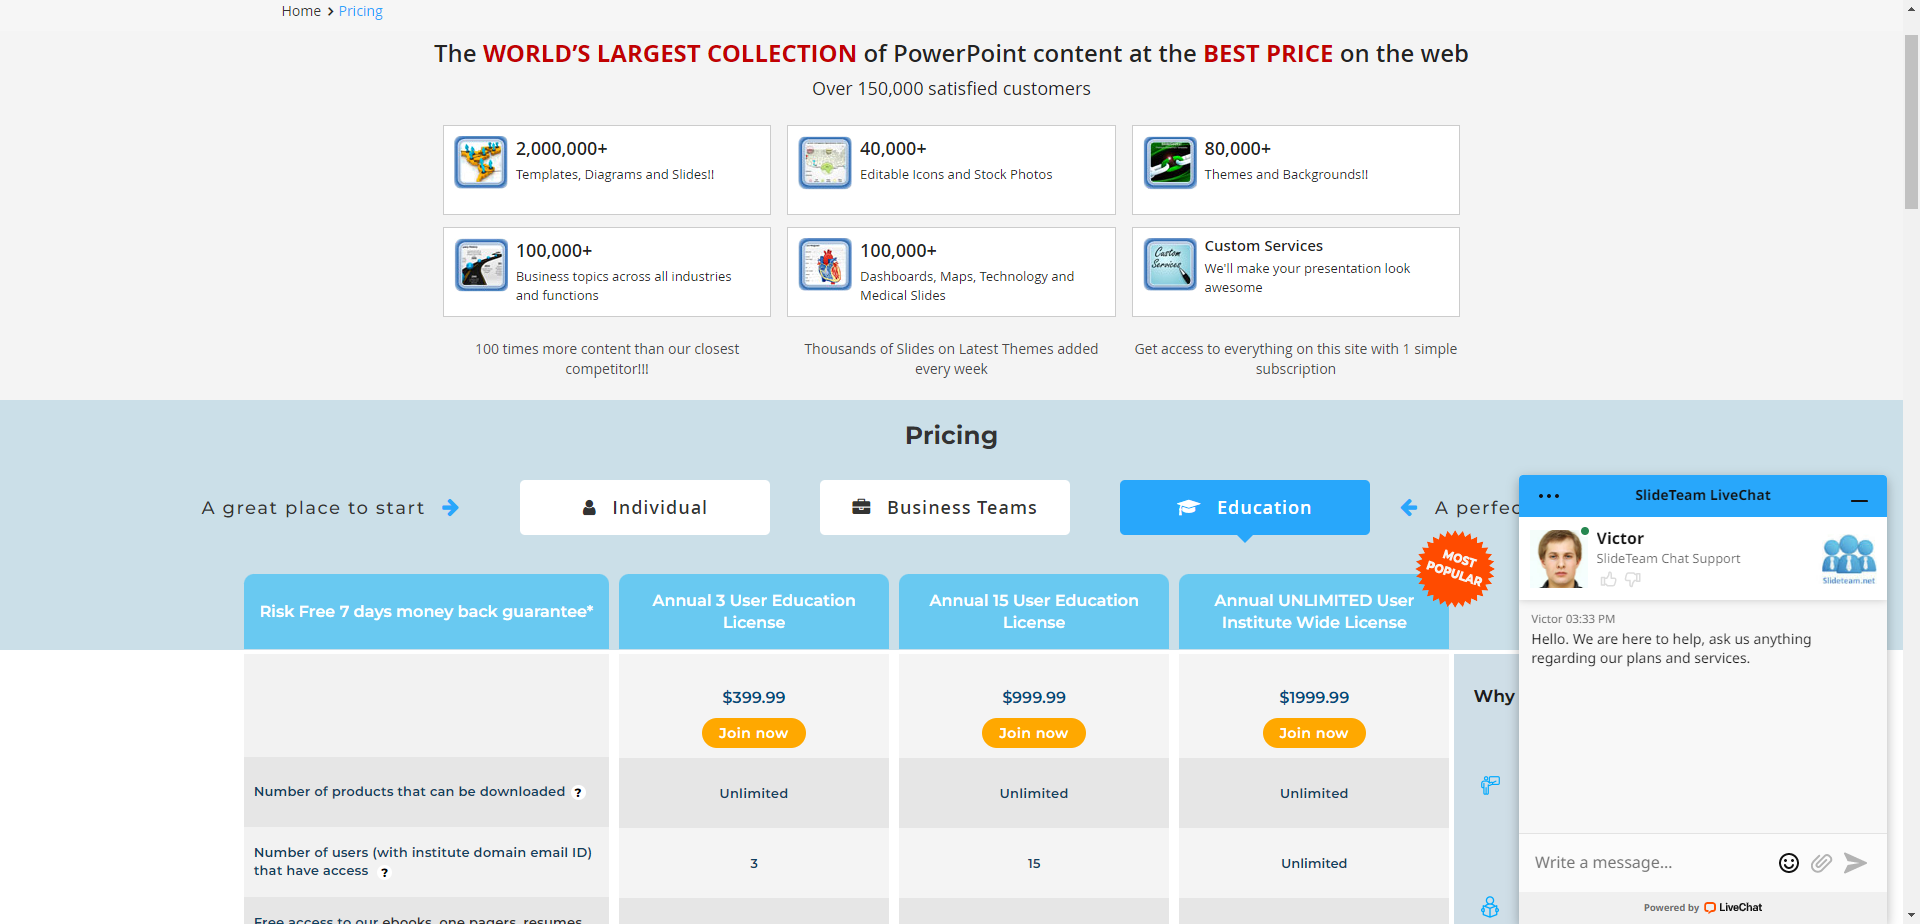 Home > Pricing
The WORLD'S LARGEST COLLECTION of PowerPoint content at the BEST PRICE on the web
Over 150,000 satisfied customers
2,000,000+
Templates, Diagrams and Slides!!
40,000+
Editable Icons and Stock Photos
80,000+
Themes and Backgrounds!!
100,000+
Business topics across all industries
and functions
100,000+
Dashboards, Maps, Technology and
Medical Slides
Custom
Services
Custom Services
We'll make your presentation look
awesome
100 times more content than our closest
competitor!!!
Thousands of Slides on Latest Themes added
every week
Get access to everything on this site with 1 simple
subscription
Pricing
A great place to start
Individual
Business Teams
Education
A perfec
MOST
POPULAR
Risk Free 7 days money back guarantee*
Annual 3 User Education
License
Annual 15 User Education
License
Annual UNLIMITED User
Institute Wide License
$399.99
Join now
$999.99
Join now
$1999.99
Join now
Why
Number of products that can be downloaded ?
Unlimited
Unlimited
Unlimited
Number of users (with institute domain email ID)
that have access ?
3
15
Unlimited
Free access to our ebooks, one pagers, resumes
SlideTeam LiveChat
Victor
SlideTeam Chat Support
Slideteam.net
Victor 03:33 PM
Hello. We are here to help, ask us anything
regarding our plans and services.
Write a message...
Powered by LiveChat